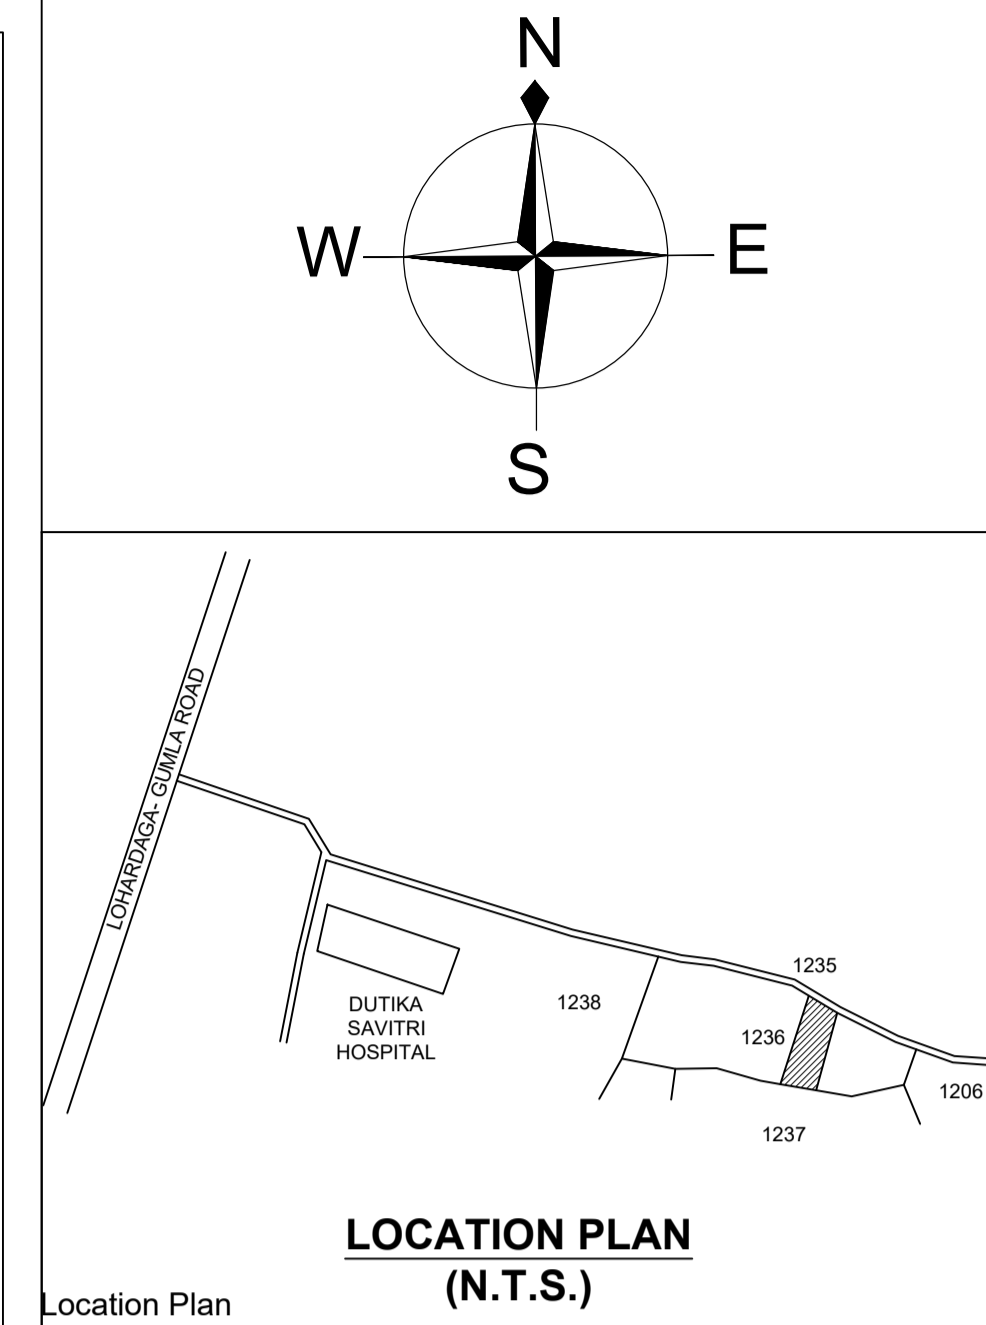 N
W
E
S
LOHARDAGA- GUMLA ROAD
DUTIKA
SAVITRI
HOSPITAL
1235
1238
1236
1206
1237
LOCATION PLAN
(N.T.S.)
Location Plan